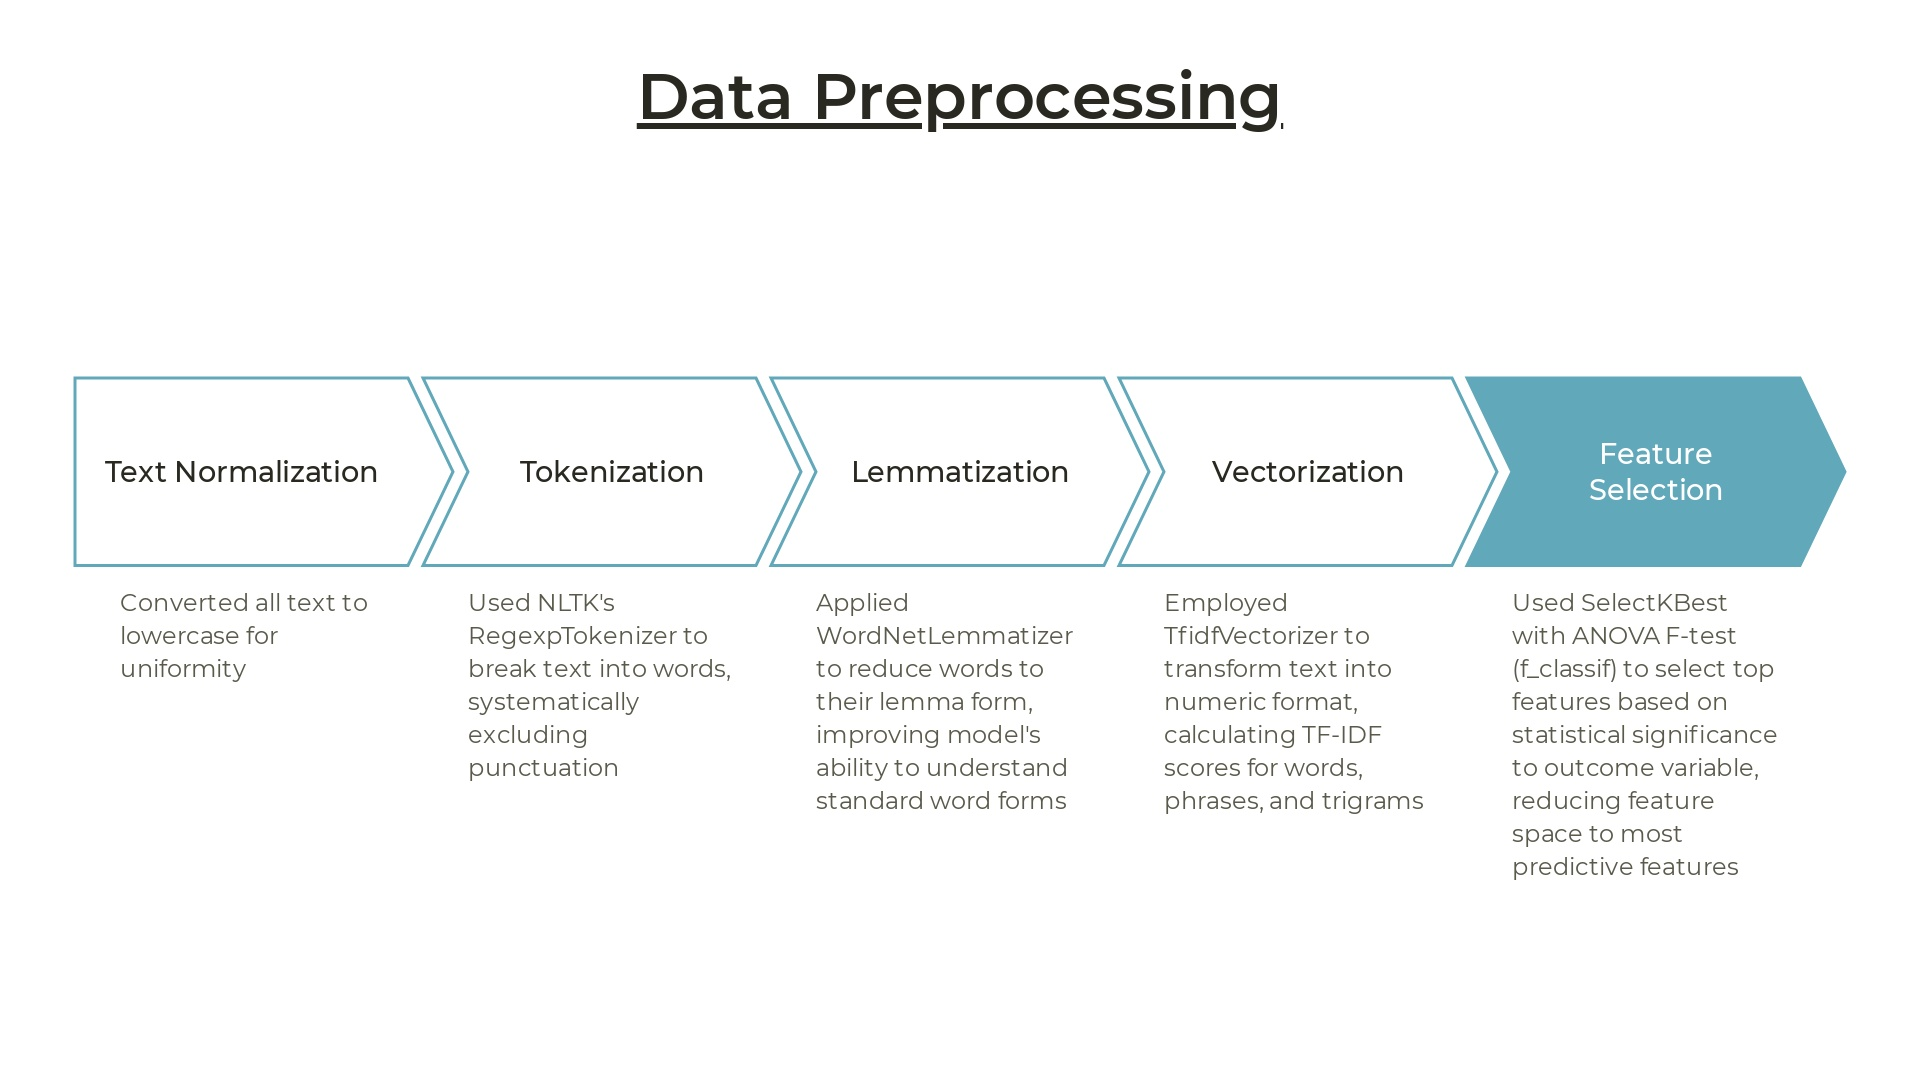 Data Preprocessing
Text Normalization
Tokenization
Lemmatization
Vectorization
Feature
Selection
Converted all text to
lowercase for
uniformity
Used NLTK's
RegexpTokenizer to
break text into words,
systematically
excluding
punctuation
Applied
WordNetLemmatizer
to reduce words to
their lemma form,
improving model's
ability to understand
standard word forms
Employed
TfidfVectorizer to
transform text into
numeric format,
calculating TF-IDF
scores for words,
phrases, and trigrams
Used SelectKBest
with ANOVA F-test
(f_classif) to select top
features based on
statistical significance
to outcome variable,
reducing feature
space to most
predictive features